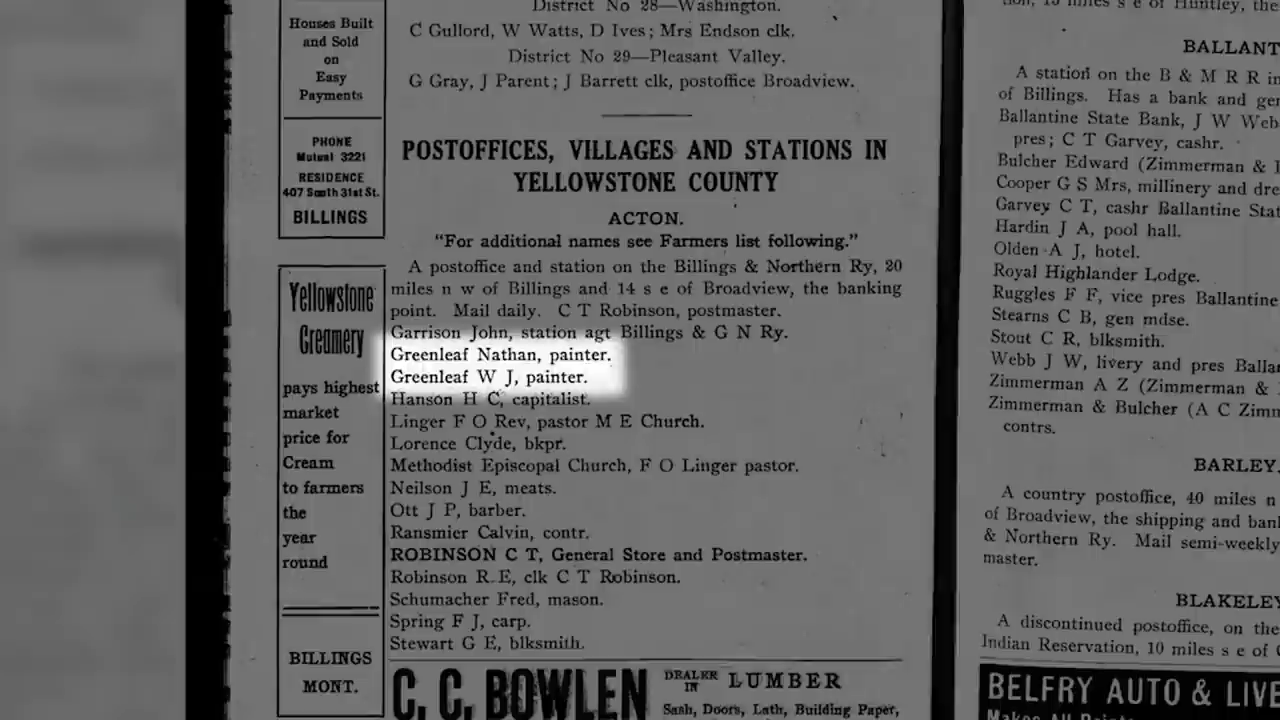 Houses Built
and Sold
on
Easy
Payments
PHONE
Mutual 3221
RESIDENCE
407 South 31st St.
BILLINGS
Yellowstone
Creamery
pays highest
market
price for
Cream
to farmers
the
year
round
BILLINGS
MONT.
District No 28—Washington.
C Gullord, W Watts, D Ives; Mrs Endson clk.
District No 29—Pleasant Valley.
G Gray, J Parent; J Barrett clk, postoffice Broadview.
POSTOFFICES, VILLAGES AND STATIONS IN
YELLOWSTONE COUNTY
ACTON.
"For additional names see Farmers list following."
A postoffice and station on the Billings & Northern Ry, 20
miles n w of Billings and 14 s e of Broadview, the banking
point. Mail daily. C T Robinson, postmaster.
Garrison John, station agt Billings & G N Ry.
Greenleaf Nathan, painter.
Greenleaf W J, painter.
Hanson H C, capitalist.
Linger F O Rev, pastor M E Church.
Lorence Clyde, bkpr.
Methodist Episcopal Church, F O Linger pastor.
Neilson J E, meats.
Ott J P, barber.
Ransmier Calvin, contr.
ROBINSON C T, General Store and Postmaster.
Robinson R E, clk C T Robinson.
Schumacher Fred, mason.
Spring F J, carp.
Stewart G E, blksmith.
C. C. BOWLEN
DEALER IN LUMBER
Sash, Doors, Lath, Building Paper,
miles s e of Huntley, the
BALLANT
A station on the B & M R R in
of Billings. Has a bank and gen
Ballantine State Bank, J W Web
pres; C T Garvey, cashr.
Bulcher Edward (Zimmerman &
Cooper G S Mrs, millinery and dre
Garvey C T, cashr Ballantine Stat
Hardin J A, pool hall.
Olden A J, hotel.
Royal Highlander Lodge.
Ruggles F F, vice pres Ballantine
Stearns C B, gen mdse.
Stout C R, blksmith.
Webb J W, livery and pres Balla
Zimmerman A Z (Zimmerman &
Zimmerman & Bulcher (A C Zim
contrs.
BARLEY.
A country postoffice, 40 miles n
of Broadview, the shipping and ban
& Northern Ry. Mail semi-weekly
master.
BLAKELEY
A discontinued postoffice, on the
Indian Reservation, 10 miles s e of
BELFRY AUTO & LIVE